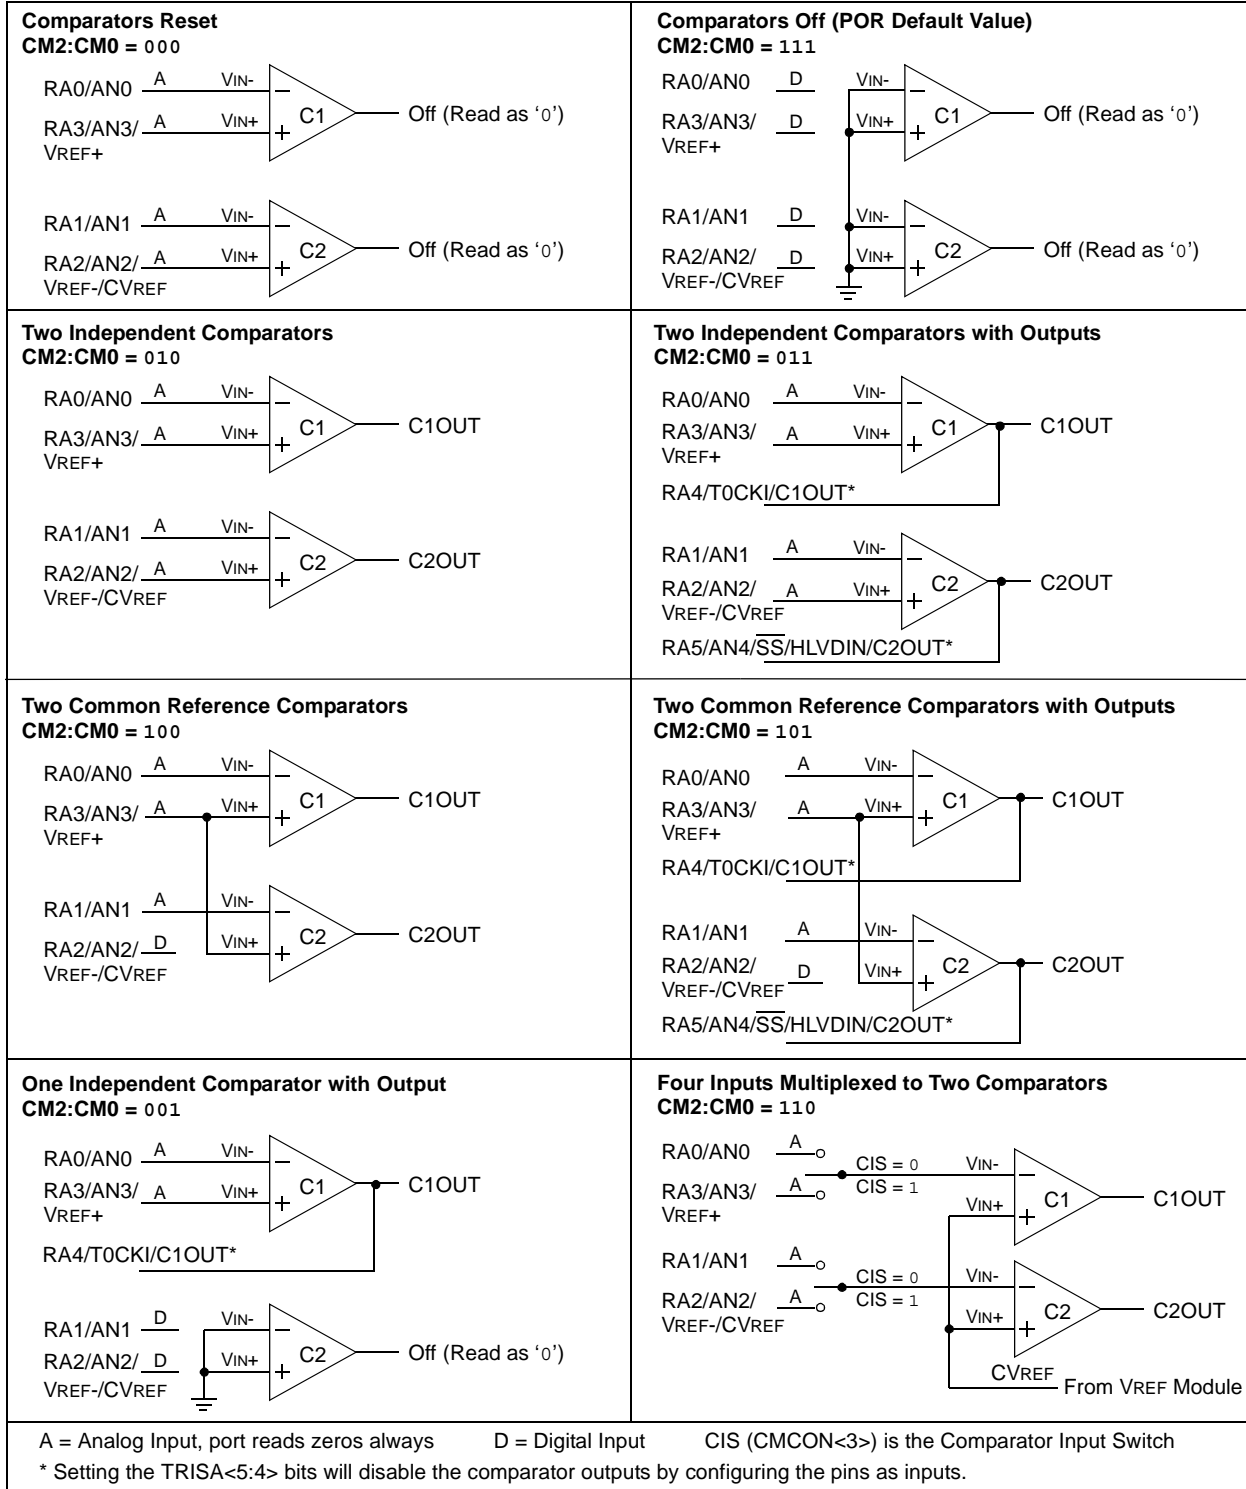 Comparators Reset
CM2:CM0 = 000
RA0/AN0 A VIN-
RA3/AN3/ A VIN+
VREF+
C1
Off (Read as ‘0’)
RA1/AN1 A VIN-
RA2/AN2/ A VIN+
VREF-/CVREF
C2
Off (Read as ‘0’)
Comparators Off (POR Default Value)
CM2:CM0 = 111
RA0/AN0 D VIN-
RA3/AN3/ D VIN+
VREF+
C1
Off (Read as ‘0’)
RA1/AN1 D VIN-
RA2/AN2/ D VIN+
VREF-/CVREF
C2
Off (Read as ‘0’)
Two Independent Comparators
CM2:CM0 = 010
RA0/AN0 A VIN-
RA3/AN3/ A VIN+
VREF+
C1
C1OUT
RA1/AN1 A VIN-
RA2/AN2/ A VIN+
VREF-/CVREF
C2
C2OUT
Two Independent Comparators with Outputs
CM2:CM0 = 011
RA0/AN0 A VIN-
RA3/AN3/ A VIN+
VREF+
C1
C1OUT
RA4/T0CKI/C1OUT*
RA1/AN1 A VIN-
RA2/AN2/ A VIN+
VREF-/CVREF
C2
C2OUT
RA5/AN4/SS/HLVDIN/C2OUT*
Two Common Reference Comparators
CM2:CM0 = 100
RA0/AN0 A VIN-
RA3/AN3/ A VIN+
VREF+
C1
C1OUT
RA1/AN1 A VIN-
RA2/AN2/ D VIN+
VREF-/CVREF
C2
C2OUT
Two Common Reference Comparators with Outputs
CM2:CM0 = 101
RA0/AN0 A VIN-
RA3/AN3/ A VIN+
VREF+
C1
C1OUT
RA4/T0CKI/C1OUT*
RA1/AN1 A VIN-
RA2/AN2/ D VIN+
VREF-/CVREF
C2
C2OUT
RA5/AN4/SS/HLVDIN/C2OUT*
One Independent Comparator with Output
CM2:CM0 = 001
RA0/AN0 A VIN-
RA3/AN3/ A VIN+
VREF+
C1
C1OUT
RA4/T0CKI/C1OUT*
RA1/AN1 D VIN-
RA2/AN2/ D VIN+
VREF-/CVREF
C2
Off (Read as ‘0’)
Four Inputs Multiplexed to Two Comparators
CM2:CM0 = 110
RA0/AN0 A
CIS = 0 VIN-
RA3/AN3/ A CIS = 1
VREF+
VIN+
C1
C1OUT
RA1/AN1 A
CIS = 0 VIN-
RA2/AN2/ A CIS = 1
VREF-/CVREF
VIN+
C2
C2OUT
CVREF
From VREF Module
A = Analog Input, port reads zeros always D = Digital Input CIS (CMCON<3>) is the Comparator Input Switch
* Setting the TRISA<5:4> bits will disable the comparator outputs by configuring the pins as inputs.